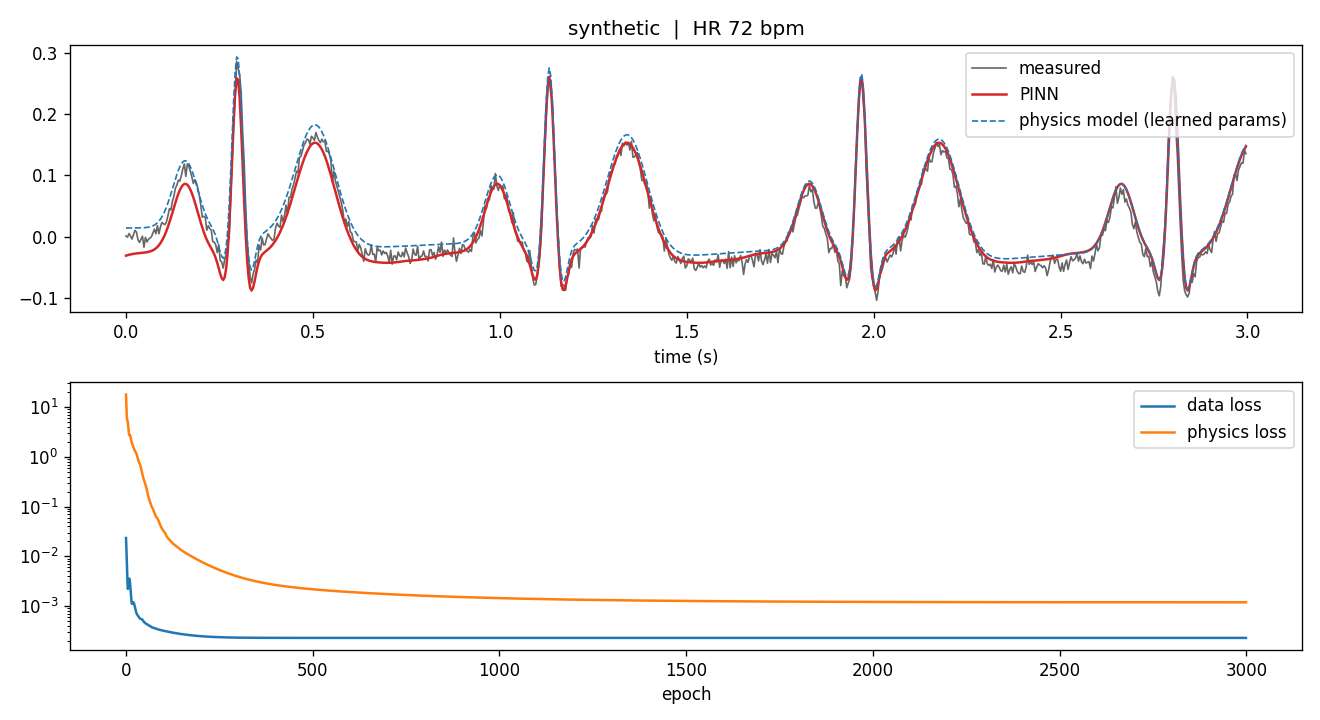 synthetic | HR 72 bpm
0.3
0.2
0.1
0.0
−0.1
measured
PINN
physics model (learned params)
0.0 0.5 1.0 1.5 2.0 2.5 3.0
time (s)
10¹
10⁰
10⁻¹
10⁻²
10⁻³
data loss
physics loss
0 500 1000 1500 2000 2500 3000
epoch